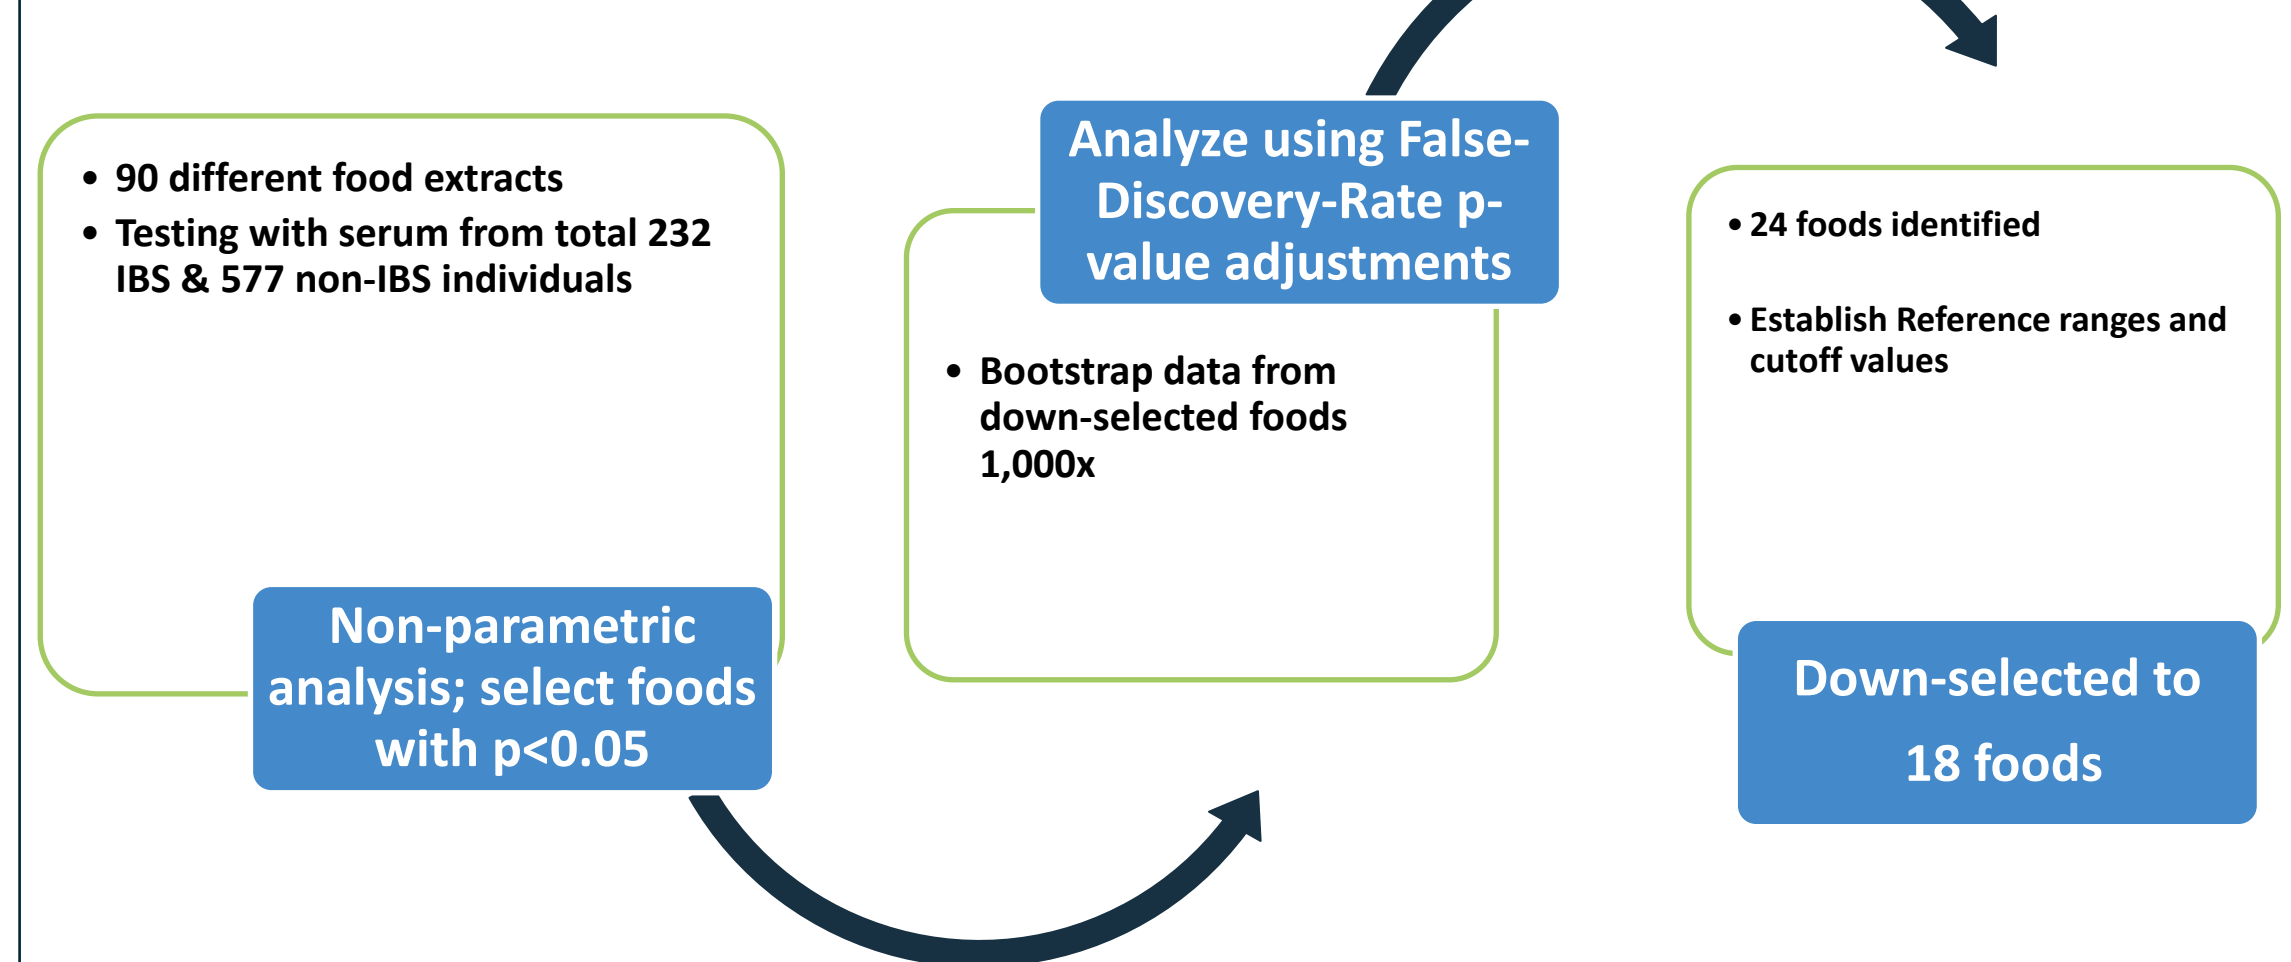 • 90 different food extracts
• Testing with serum from total 232
IBS & 577 non-IBS individuals
Non-parametric
analysis; select foods
with p<0.05
Analyze using False-
Discovery-Rate p-
value adjustments
• Bootstrap data from
down-selected foods
1,000x
• 24 foods identified
• Establish Reference ranges and
cutoff values
Down-selected to
18 foods